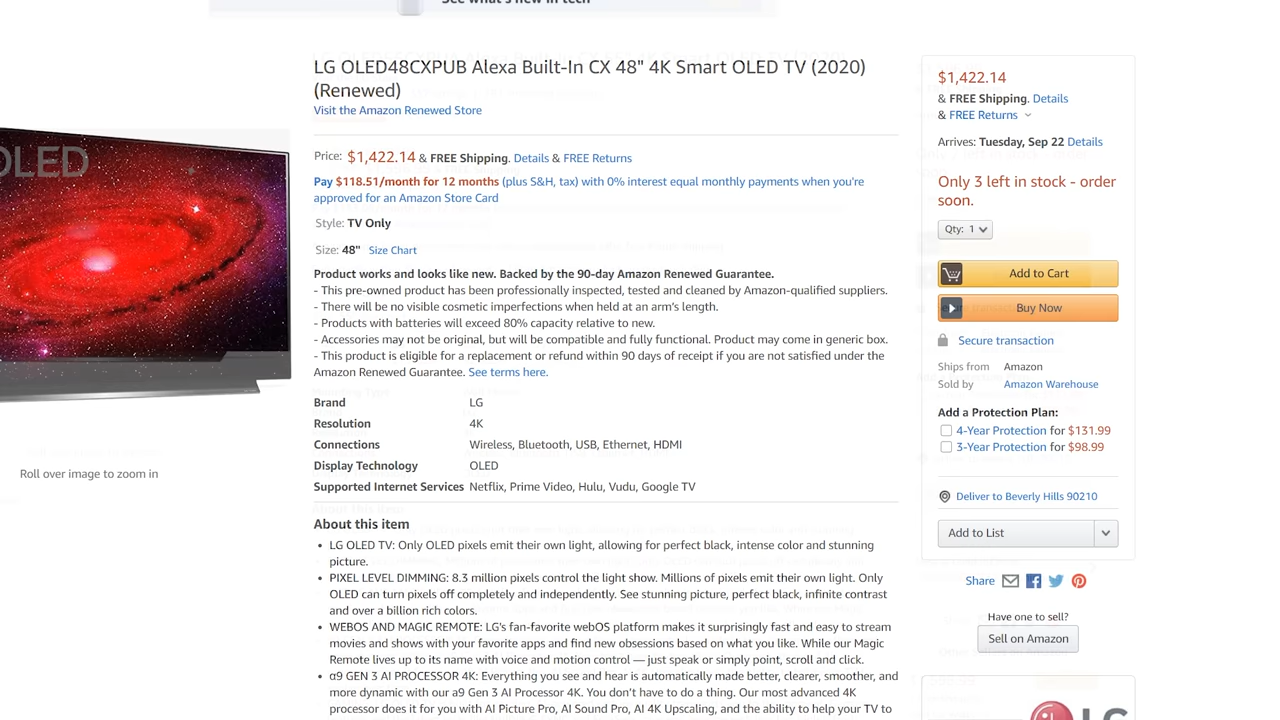 See what's new in tech
LG OLED48CXPUB Alexa Built-In CX 48" 4K Smart OLED TV (2020)
(Renewed)
Visit the Amazon Renewed Store
OLED
Price: $1,422.14 & FREE Shipping. Details & FREE Returns
Pay $118.51/month for 12 months (plus S&H, tax) with 0% interest equal monthly payments when you're
approved for an Amazon Store Card
Style: TV Only
Size: 48" Size Chart
Product works and looks like new. Backed by the 90-day Amazon Renewed Guarantee.
- This pre-owned product has been professionally inspected, tested and cleaned by Amazon-qualified suppliers.
- There will be no visible cosmetic imperfections when held at an arm's length.
- Products with batteries will exceed 80% capacity relative to new.
- Accessories may not be original, but will be compatible and fully functional. Product may come in generic box.
- This product is eligible for a replacement or refund within 90 days of receipt if you are not satisfied under the
Amazon Renewed Guarantee. See terms here.
Brand LG
Resolution 4K
Connections Wireless, Bluetooth, USB, Ethernet, HDMI
Display Technology OLED
Supported Internet Services Netflix, Prime Video, Hulu, Vudu, Google TV
Roll over image to zoom in
About this item
• LG OLED TV: Only OLED pixels emit their own light, allowing for perfect black, intense color and stunning
picture.
• PIXEL LEVEL DIMMING: 8.3 million pixels control the light show. Millions of pixels emit their own light. Only
OLED can turn pixels off completely and independently. See stunning picture, perfect black, infinite contrast
and over a billion rich colors.
• WEBOS AND MAGIC REMOTE: LG's fan-favorite webOS platform makes it surprisingly fast and easy to stream
movies and shows with your favorite apps and find new obsessions based on what you like. While our Magic
Remote lives up to its name with voice and motion control — just speak or simply point, scroll and click.
• α9 GEN 3 AI PROCESSOR 4K: Everything you see and hear is automatically made better, clearer, smoother, and
more dynamic with our a9 Gen 3 AI Processor 4K. You don't have to do a thing. Our most advanced 4K
processor does it for you with AI Picture Pro, AI Sound Pro, AI 4K Upscaling, and the ability to help your TV to
$1,422.14
& FREE Shipping. Details
& FREE Returns
Arrives: Tuesday, Sep 22 Details
Only 3 left in stock - order
soon.
Qty: 1
Add to Cart
Buy Now
Secure transaction
Ships from Amazon
Sold by Amazon Warehouse
Add a Protection Plan:
4-Year Protection for $131.99
3-Year Protection for $98.99
Deliver to Beverly Hills 90210
Add to List
Share
Have one to sell?
Sell on Amazon
LG